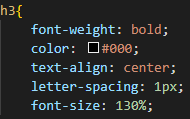 h3{
font-weight: bold;
color: #000;
text-align: center;
letter-spacing: 1px;
font-size: 130%;